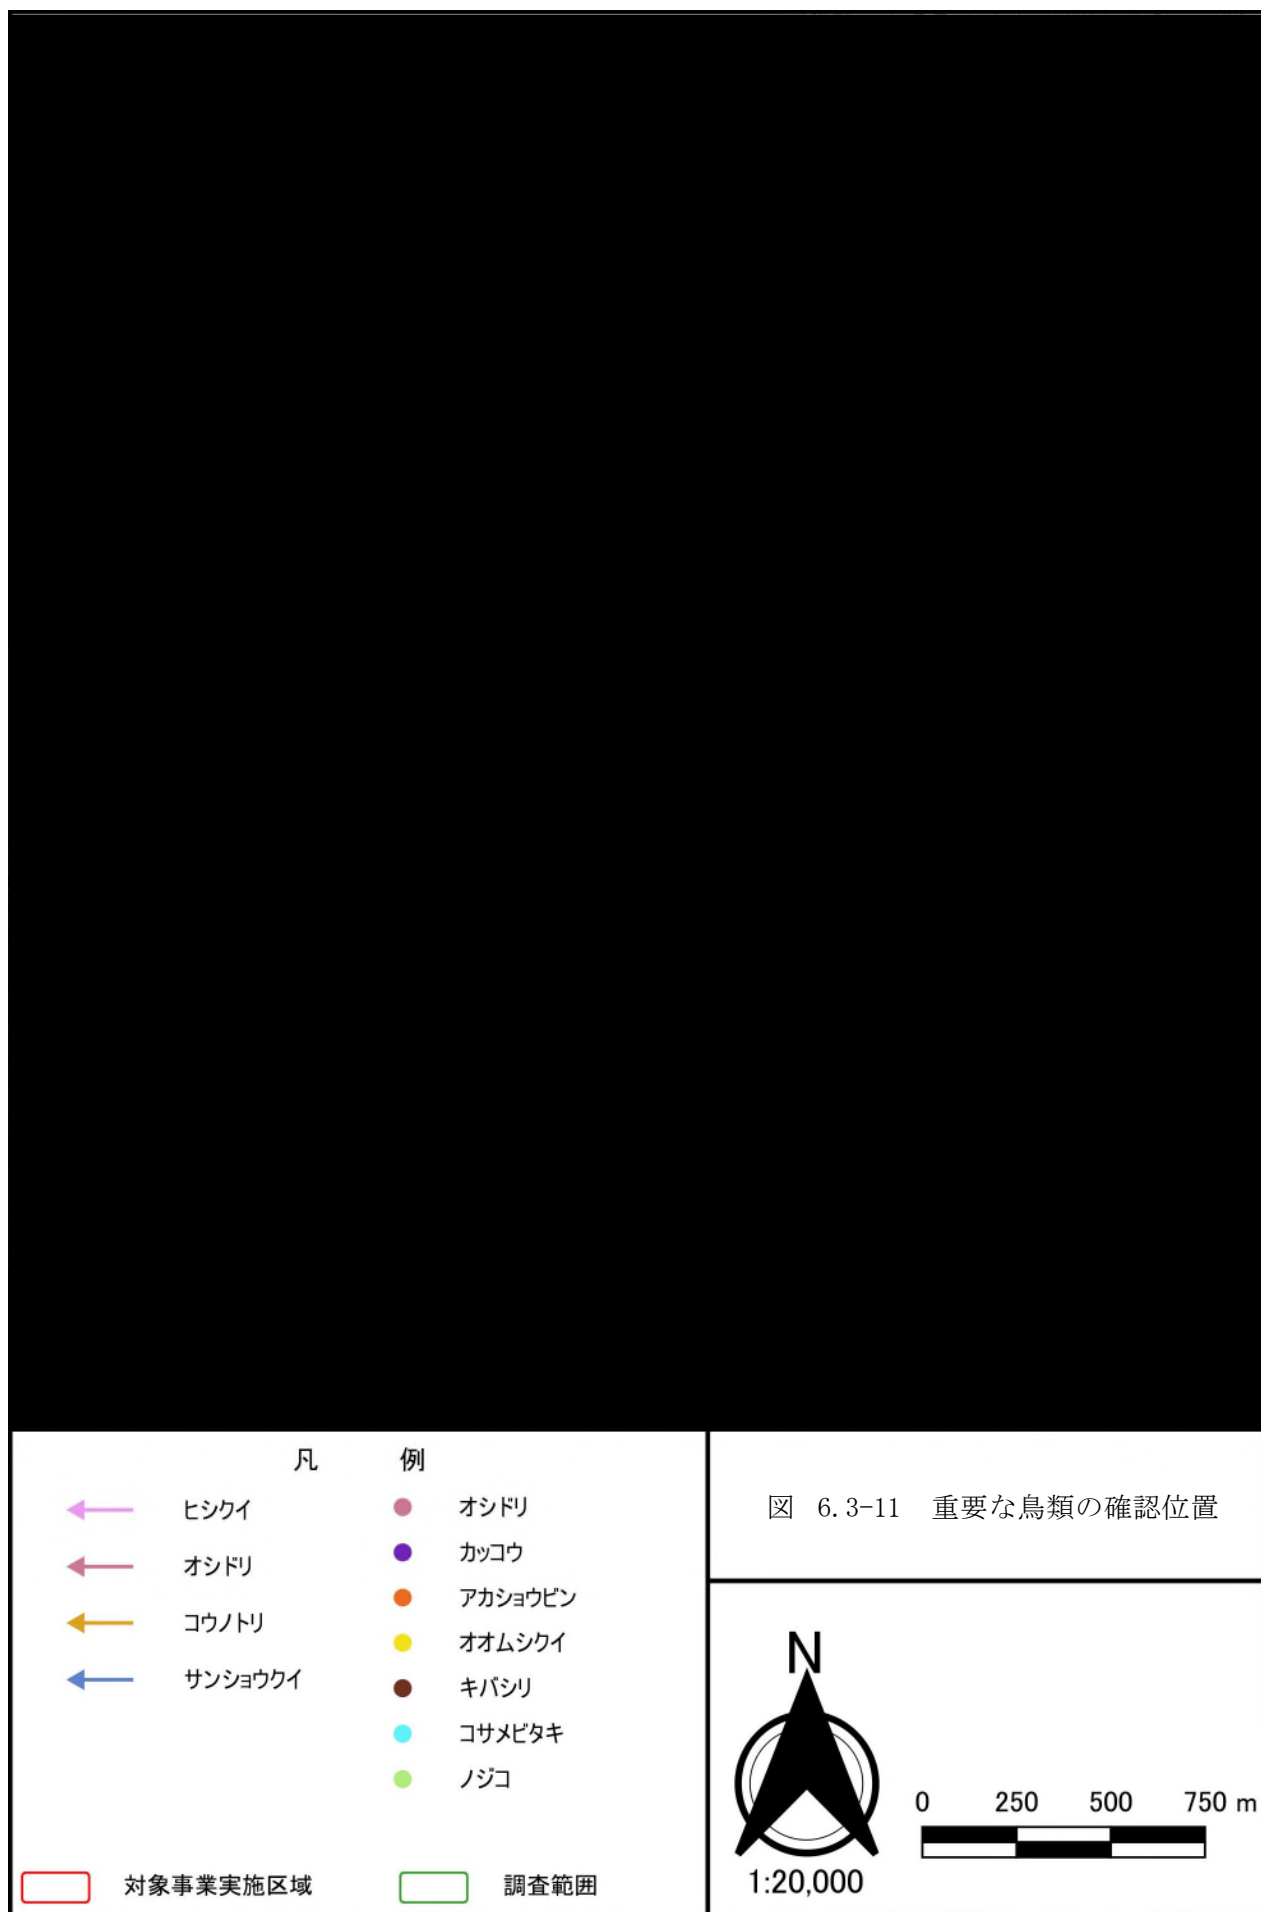 凡 例
ヒシクイ
オシドリ
コウノトリ
サンショウクイ
オシドリ
カッコウ
アカショウビン
オオムシクイ
キバシリ
コサメビタキ
ノジコ
対象事業実施区域
調査範囲
図 6.3-11 重要な鳥類の確認位置
N
1:20,000
0 250 500 750 m